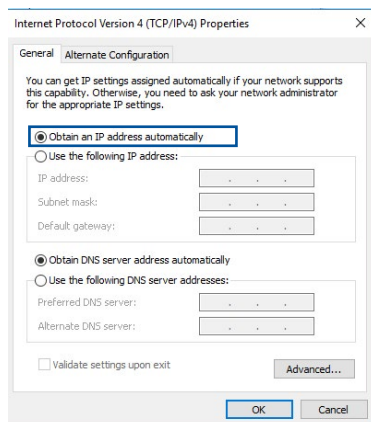 Internet Protocol Version 4 (TCP/IPv4) Properties
General
Alternate Configuration
You can get IP settings assigned automatically if your network supports
this capability. Otherwise, you need to ask your network administrator
for the appropriate IP settings.
Obtain an IP address automatically
Use the following IP address:
IP address:
Subnet mask:
Default gateway:
Obtain DNS server address automatically
Use the following DNS server addresses:
Preferred DNS server:
Alternate DNS server:
Validate settings upon exit
Advanced...
OK
Cancel